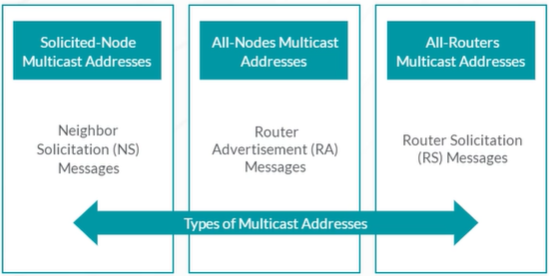 Solicited-Node
Multicast Addresses
All-Nodes Multicast
Addresses
All-Routers
Multicast Addresses
Neighbor
Solicitation (NS)
Messages
Router
Advertisement (RA)
Messages
Router Solicitation
(RS) Messages
Types of Multicast Addresses